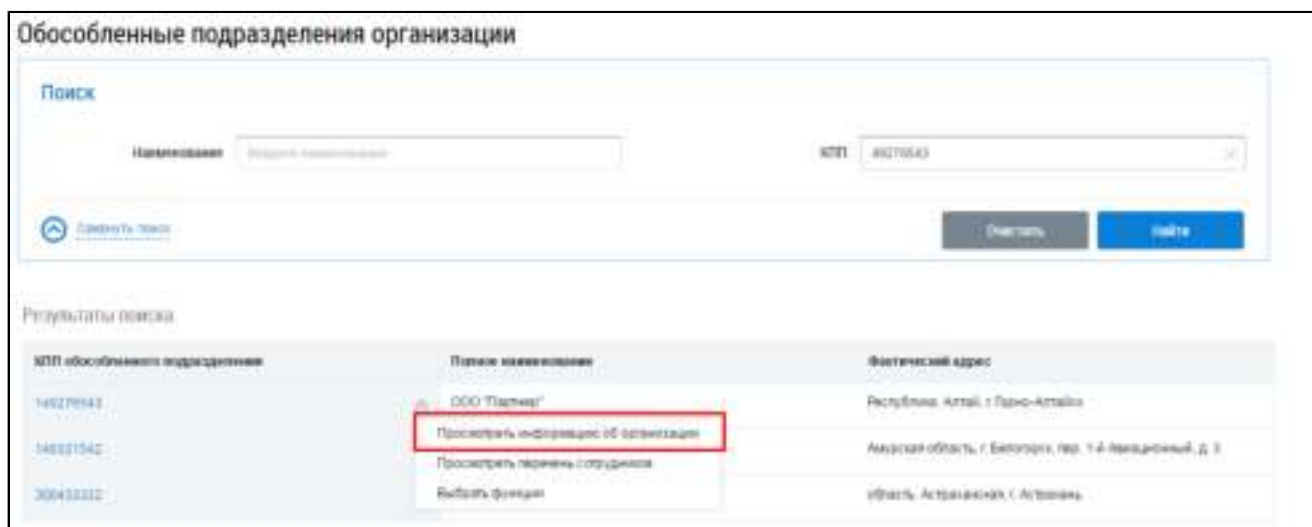 Обособленные подразделения организации
Поиск
Наименование Введите наименование КПП
Свернуть поиск Очистить Найти
Результаты поиска
КПП обособленного подразделения Полное наименование Фактический адрес
ООО "Партнер" Республика. Алтай, г Горно-Алтайск
Просмотреть информацию об организации
Амурская область, г. Белогорск, пер. 1-й Авиационный, д. 3
Просмотреть перечень сотрудников
Выбрать функции область. Астраханская, г. Астрахань